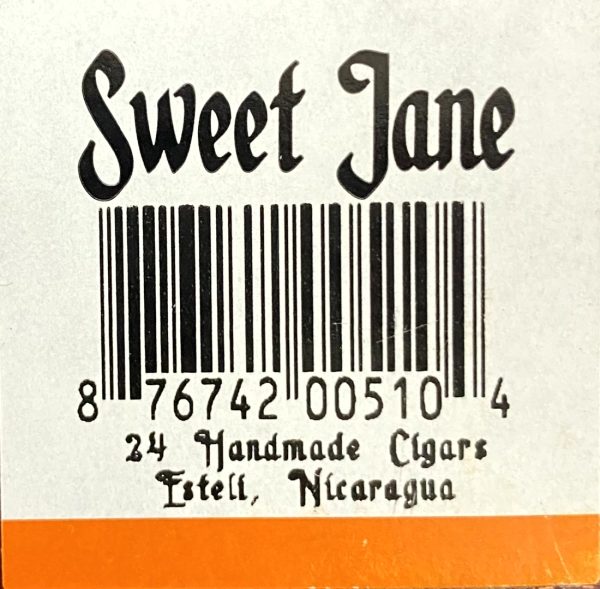 Sweet Jane
8 76742 00510 4
24 Handmade Cigars
Esteli, Nicaragua